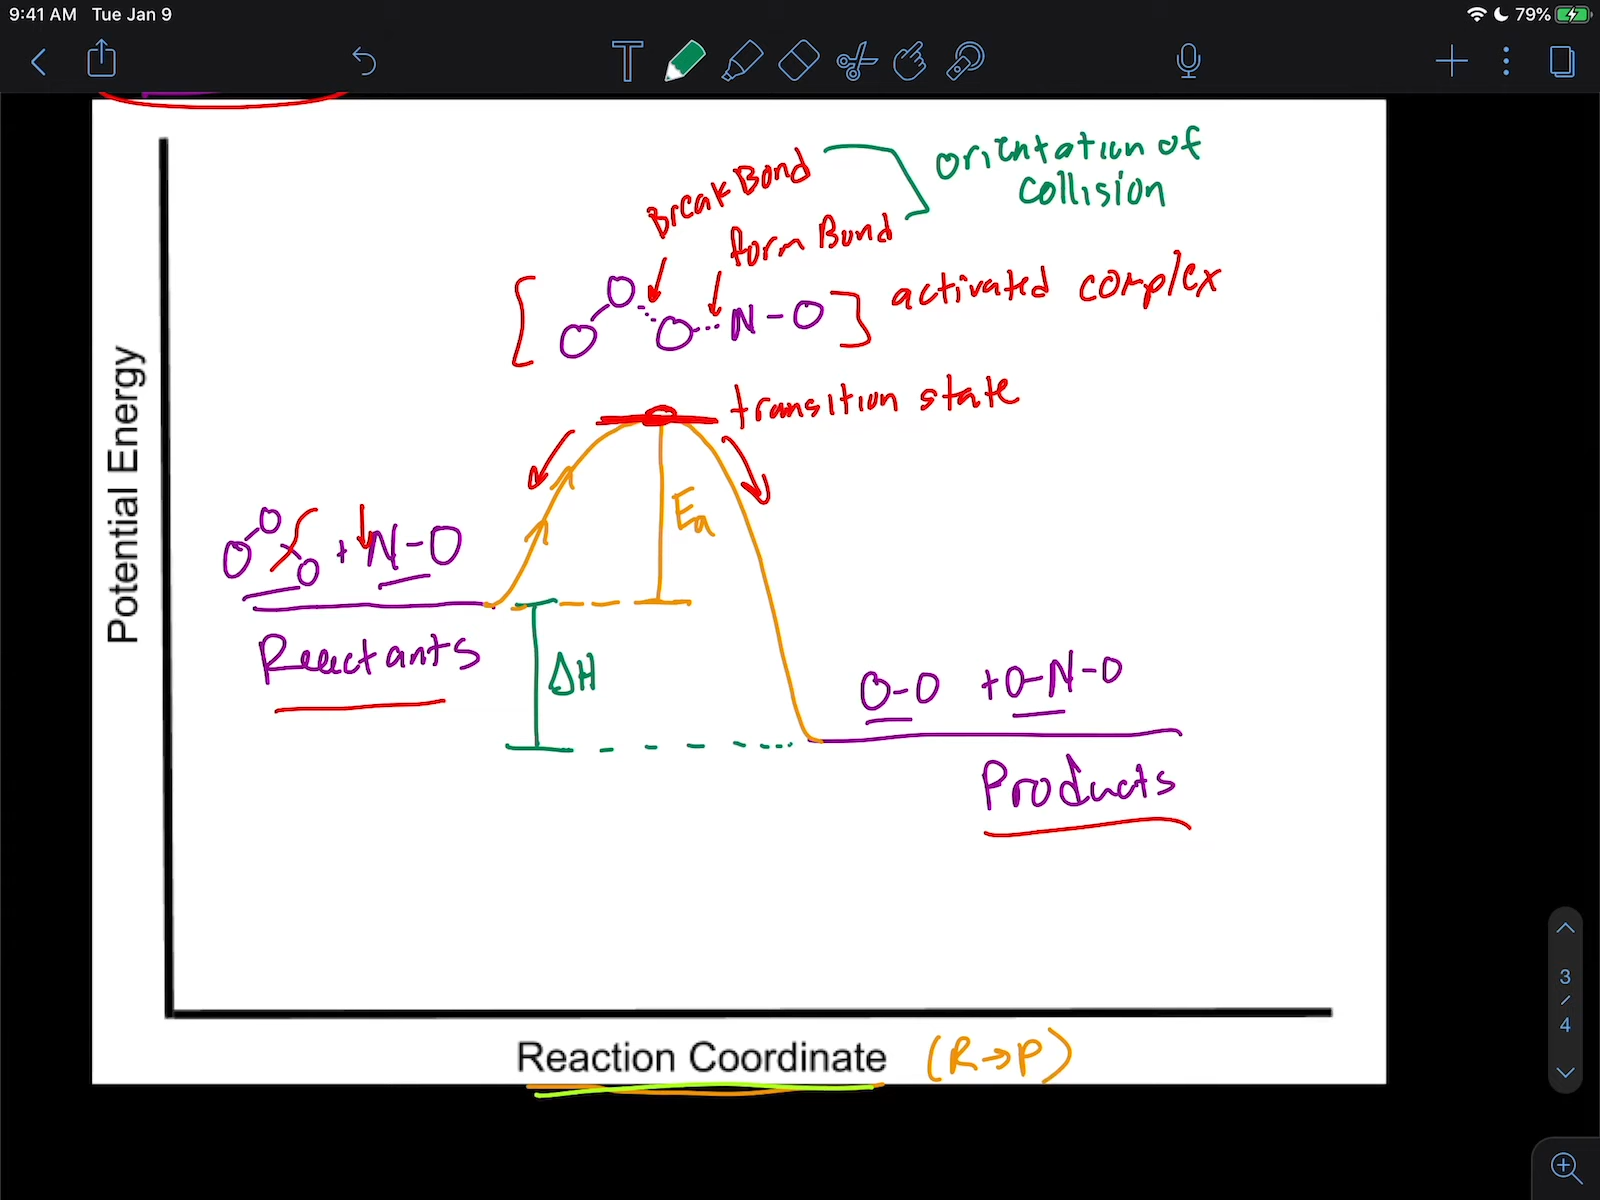 9:41 AM Tue Jan 9
79%
T
Break Bond
orientation of
collision
form Bond
[O-O···O···N-O] activated complex
transition state
Ea
O-O-O + N-O
Reactants
ΔH
O-O + O-N-O
Products
Potential Energy
Reaction Coordinate (R→P)
3
/
4